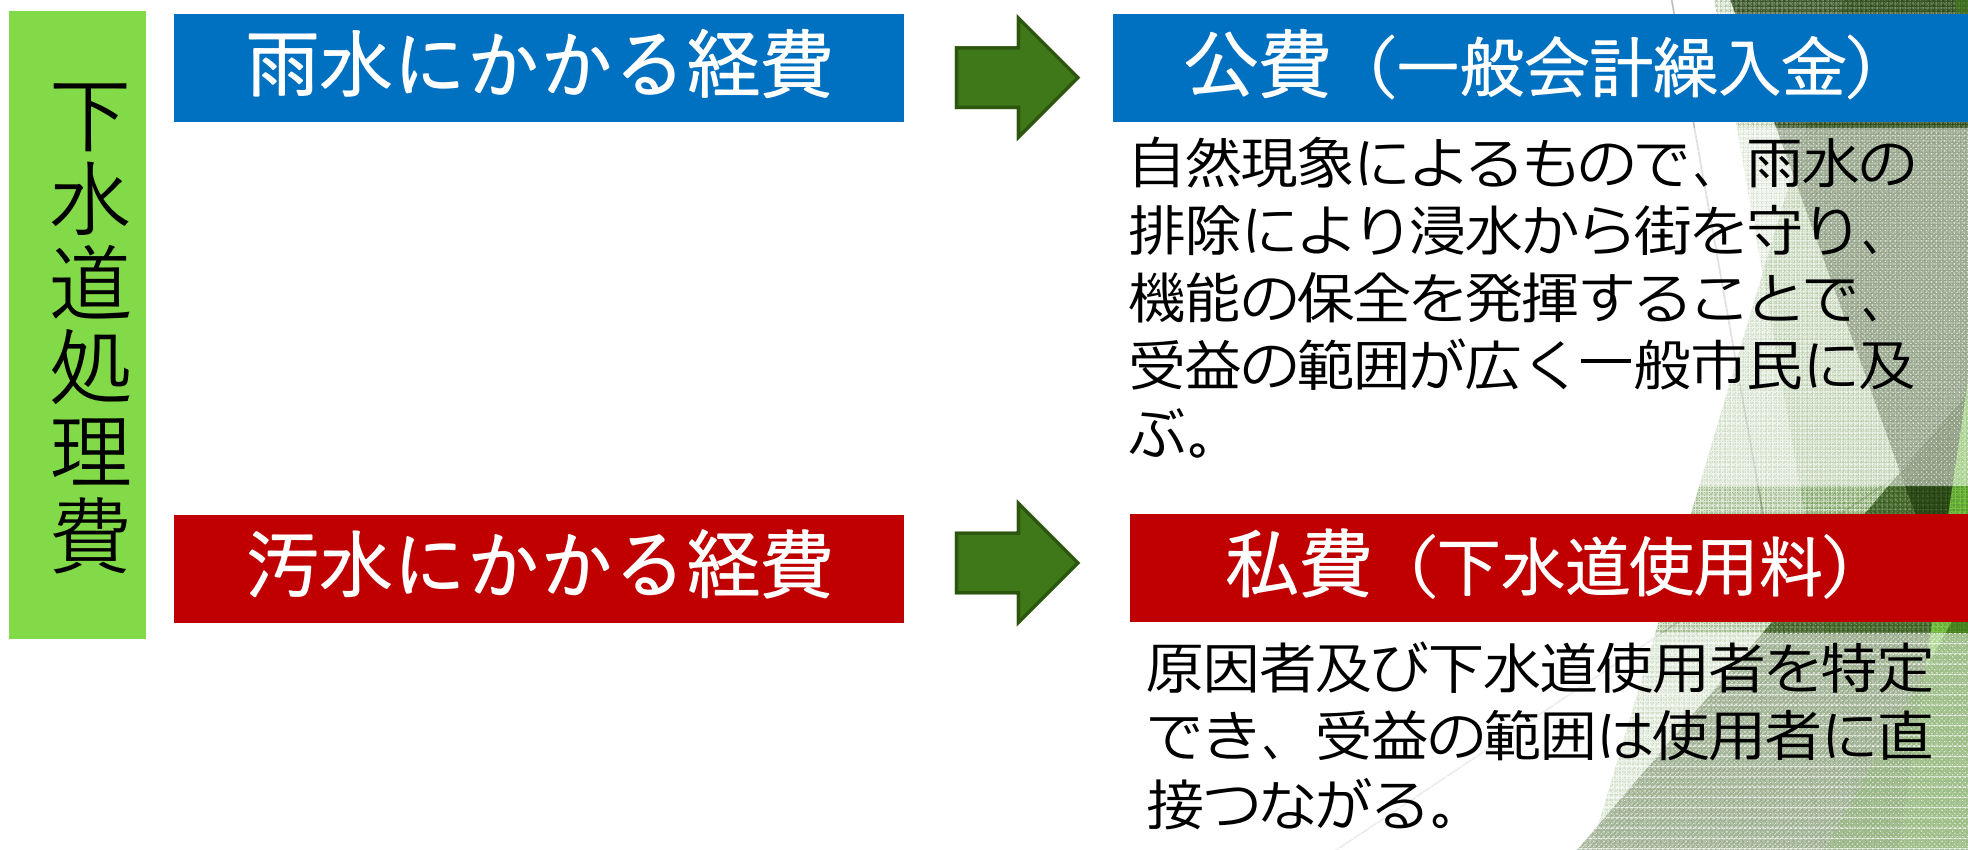 下水道処理費
雨水にかかる経費
公費（一般会計繰入金）
自然現象によるもので、雨水の
排除により浸水から街を守り、
機能の保全を発揮することで、
受益の範囲が広く一般市民に及
ぶ。
汚水にかかる経費
私費（下水道使用料）
原因者及び下水道使用者を特定
でき、受益の範囲は使用者に直
接つながる。